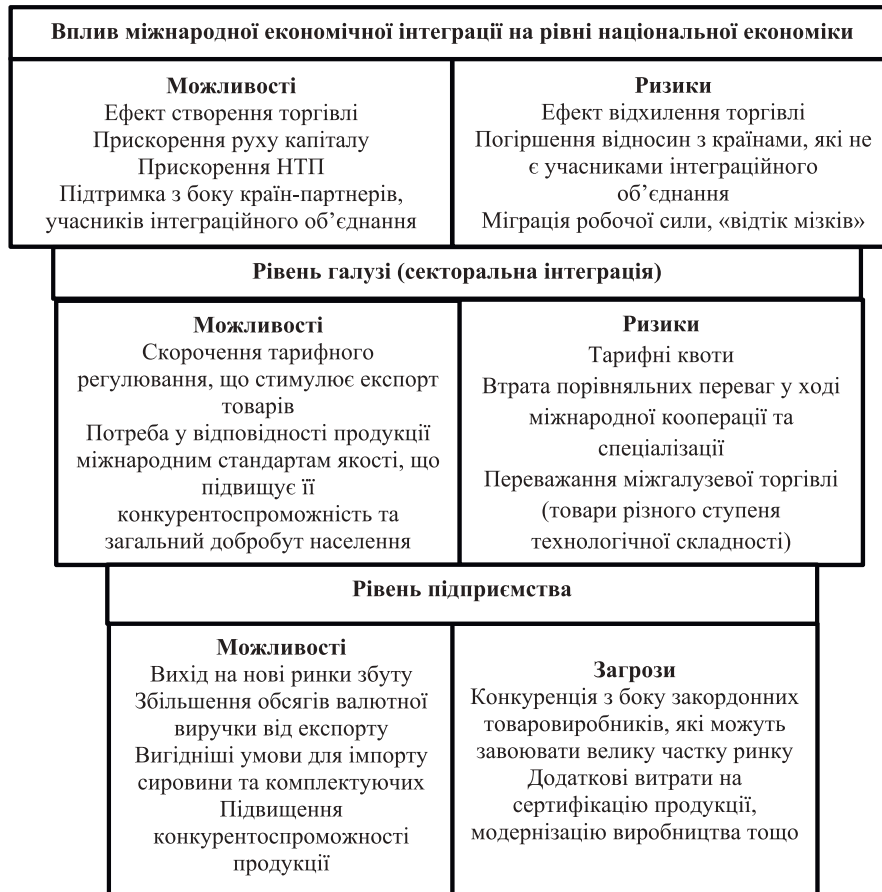 Вплив міжнародної економічної інтеграції на рівні національної економіки
Можливості
Ефект створення торгівлі
Прискорення руху капіталу
Прискорення НТП
Підтримка з боку країн-партнерів,
учасників інтеграційного об’єднання
Ризики
Ефект відхилення торгівлі
Погіршення відносин з країнами, які не
є учасниками інтеграційного
об’єднання
Міграція робочої сили, «відтік мізків»
Рівень галузі (секторальна інтеграція)
Можливості
Скорочення тарифного
регулювання, що стимулює експорт
товарів
Потреба у відповідності продукції
міжнародним стандартам якості, що
підвищує її
конкурентоспроможність та
загальний добробут населення
Ризики
Тарифні квоти
Втрата порівняльних переваг у ході
міжнародної кооперації та
спеціалізації
Переважання міжгалузевої торгівлі
(товари різного ступеня
технологічної складності)
Рівень підприємства
Можливості
Вихід на нові ринки збуту
Збільшення обсягів валютної
виручки від експорту
Вигідніші умови для імпорту
сировини та комплектуючих
Підвищення
конкурентоспроможності
продукції
Загрози
Конкуренція з боку закордонних
товаровиробників, які можуть
завоювати велику частку ринку
Додаткові витрати на
сертифікацію продукції,
модернізацію виробництва тощо